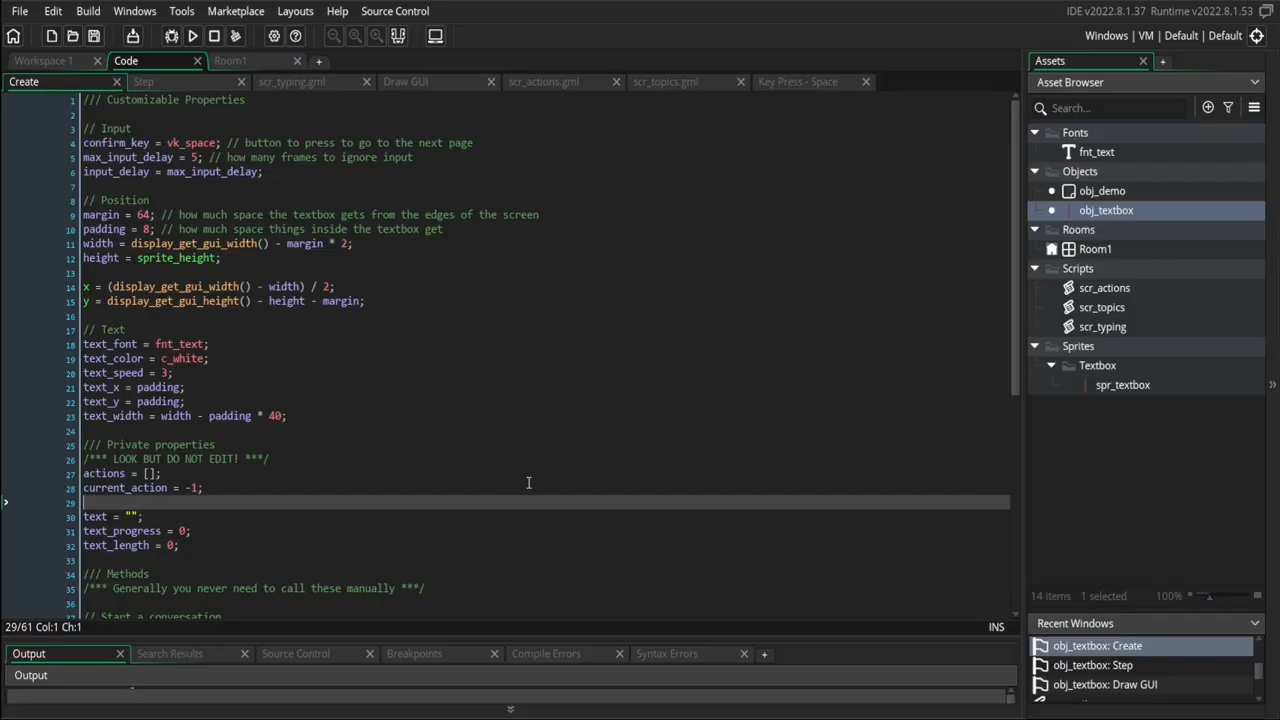 File Edit Build Windows Tools Marketplace Layouts Help Source Control
IDE v2022.8.1.37 Runtime v2022.8.1.53
Windows | VM | Default | Default
Workspace 1 Code Room1
Create Step scr_typing.gml Draw GUI scr_actions.gml scr_topics.gml Key Press - Space
1 /// Customizable Properties
2
3 // Input
4 confirm_key = vk_space; // button to press to go to the next page
5 max_input_delay = 5; // how many frames to ignore input
6 input_delay = max_input_delay;
7
8 // Position
9 margin = 64; // how much space the textbox gets from the edges of the screen
10 padding = 8; // how much space things inside the textbox get
11 width = display_get_gui_width() - margin * 2;
12 height = sprite_height;
13
14 x = (display_get_gui_width() - width) / 2;
15 y = display_get_gui_height() - height - margin;
16
17 // Text
18 text_font = fnt_text;
19 text_color = c_white;
20 text_speed = 3;
21 text_x = padding;
22 text_y = padding;
23 text_width = width - padding * 40;
24
25 /// Private properties
26 /*** LOOK BUT DO NOT EDIT! ***/
27 actions = [];
28 current_action = -1;
29
30 text = "";
31 text_progress = 0;
32 text_length = 0;
33
34 /// Methods
35 /*** Generally you never need to call these manually ***/
36
37 // Start a conversation
29/61 Col:1 Ch:1
INS
Output Search Results Source Control Breakpoints Compile Errors Syntax Errors
Output
Assets
Asset Browser
Search...
Fonts
fnt_text
Objects
obj_demo
obj_textbox
Rooms
Room1
Scripts
scr_actions
scr_topics
scr_typing
Sprites
Textbox
spr_textbox
14 items 1 selected 100%
Recent Windows
obj_textbox: Create
obj_textbox: Step
obj_textbox: Draw GUI